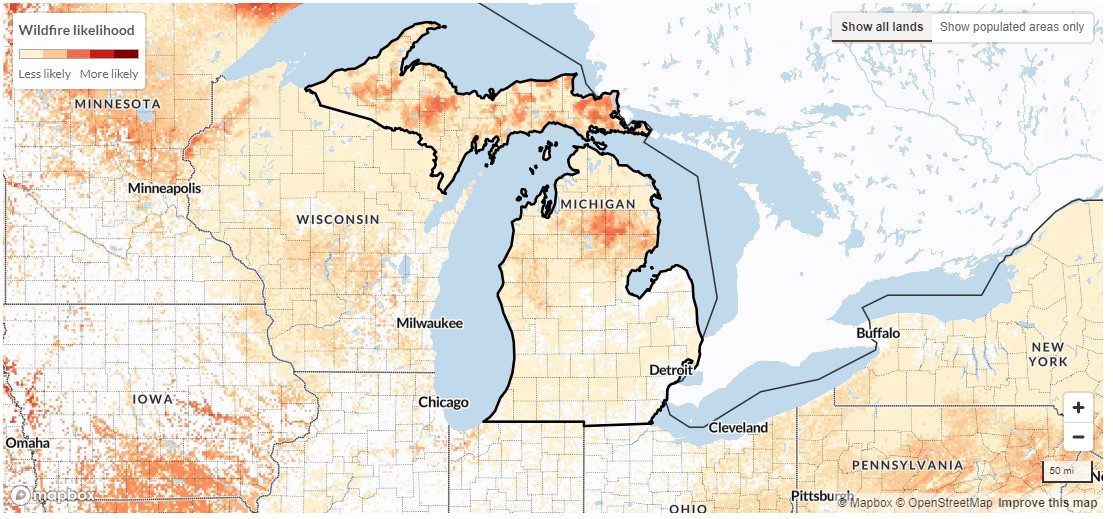 Wildfire likelihood
Less likely More likely
Show all lands Show populated areas only
MINNESOTA
Minneapolis
MICHIGAN
WISCONSIN
Milwaukee
Buffalo
NEW
YORK
Detroit
IOWA
Chicago
+
Cleveland
Omaha
−
PENNSYLVANIA
50 mi
mapbox
Pittsburgh
© Mapbox © OpenStreetMap Improve this map
OHIO